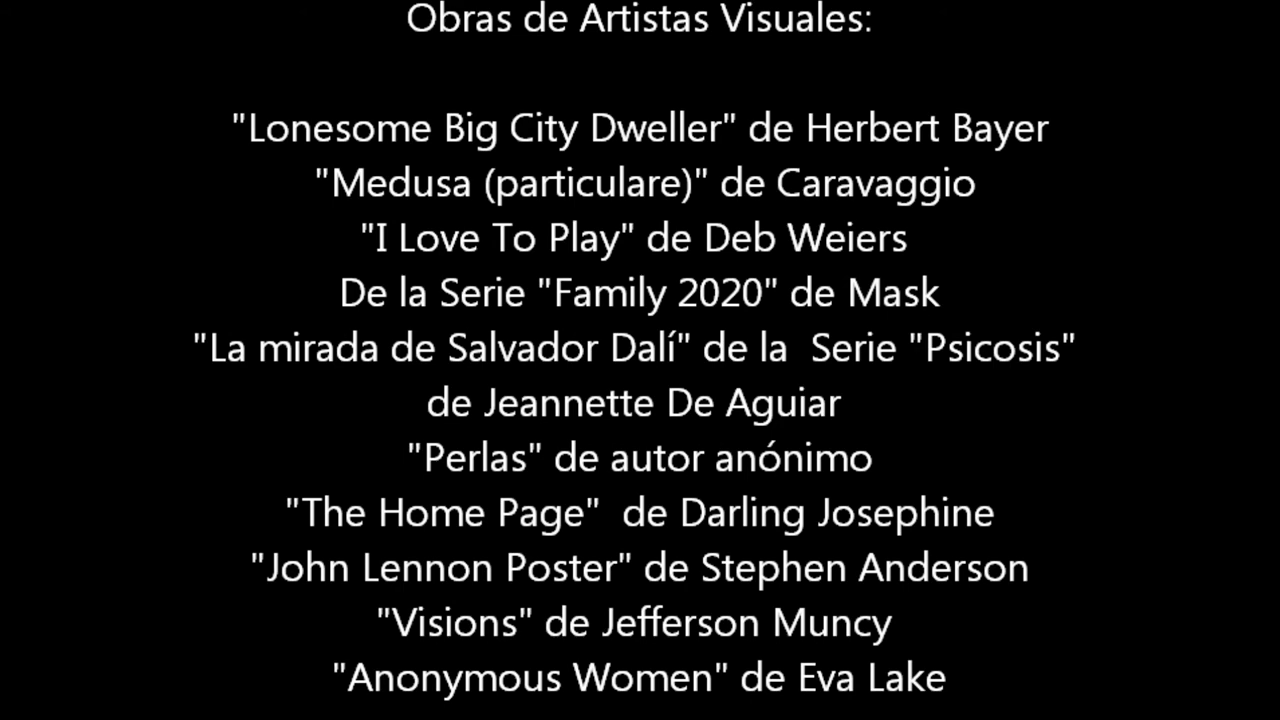 Obras de Artistas Visuales:
"Lonesome Big City Dweller" de Herbert Bayer
"Medusa (particulare)" de Caravaggio
"I Love To Play" de Deb Weiers
De la Serie "Family 2020" de Mask
"La mirada de Salvador Dalí" de la  Serie "Psicosis"
de Jeannette De Aguiar
"Perlas" de autor anónimo
"The Home Page"  de Darling Josephine
"John Lennon Poster" de Stephen Anderson
"Visions" de Jefferson Muncy
"Anonymous Women" de Eva Lake